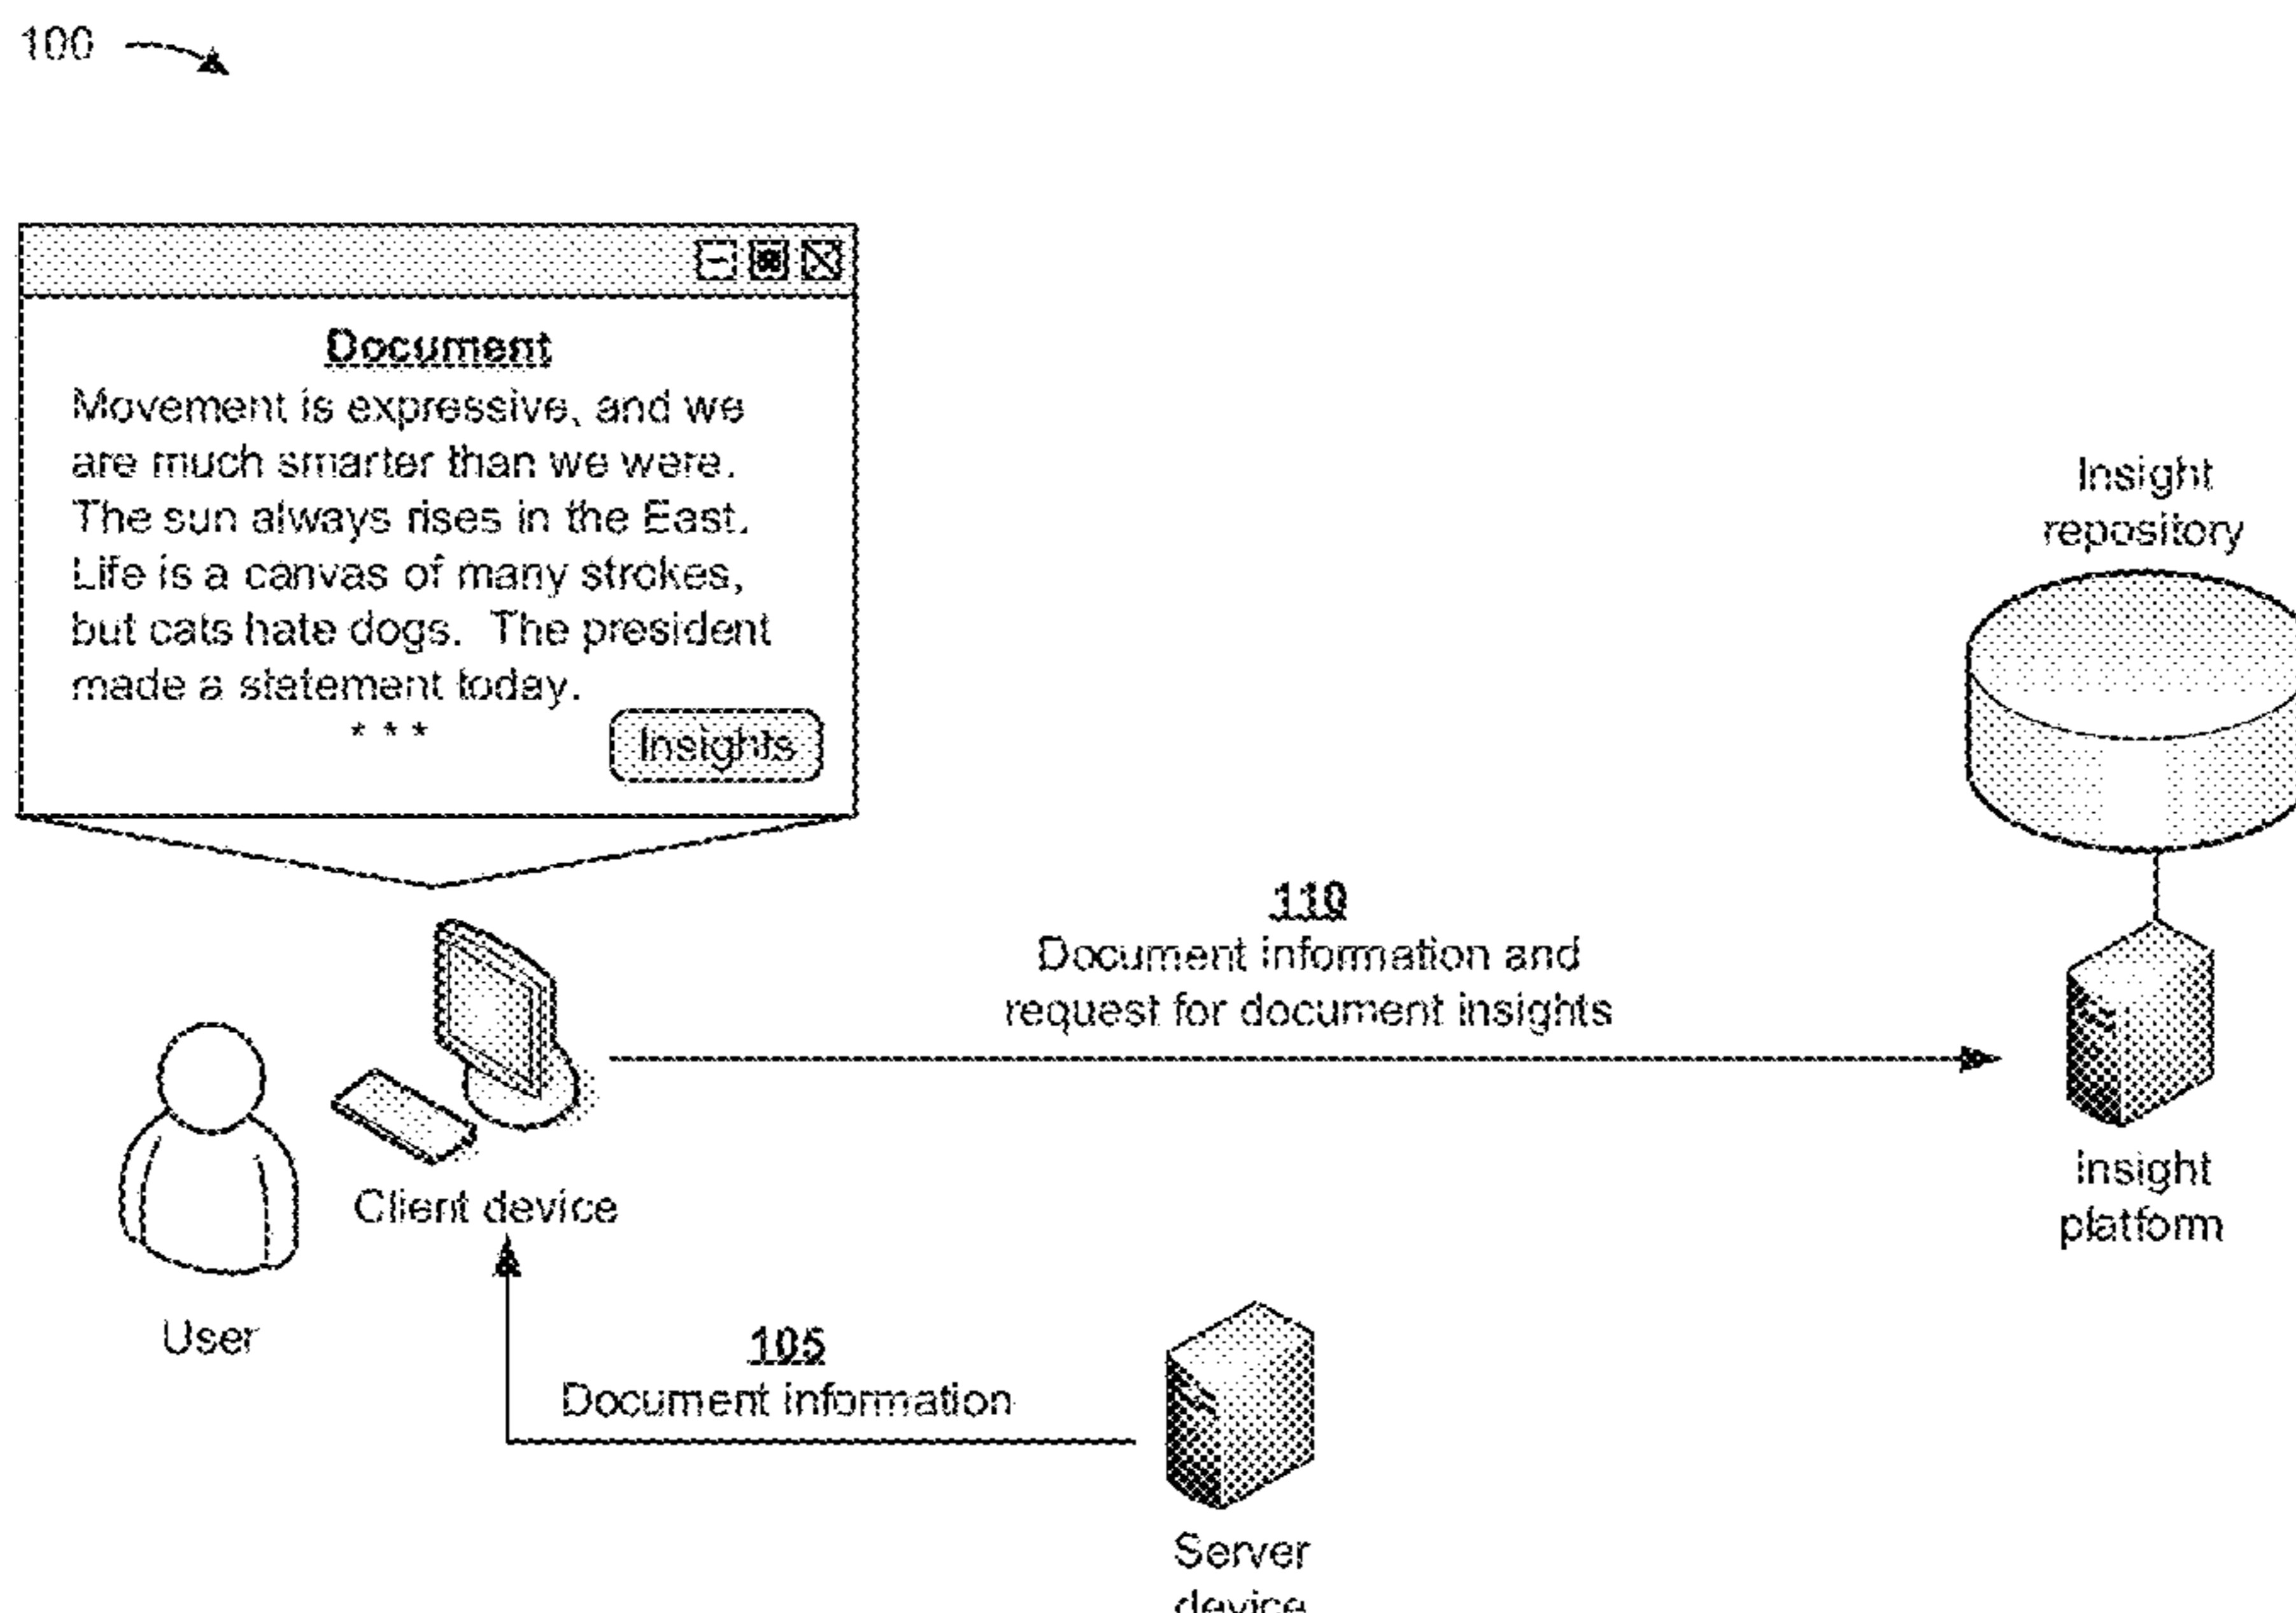 100
Document
Movement is expressive, and we
are much smarter than we were.
The sun always rises in the East.
Life is a canvas of many strokes,
but cats hate dogs. The president
made a statement today.
* * *
Insights
Insight
repository
110
Document information and
request for document insights
Client device
Insight
platform
User
105
Document information
Server
device